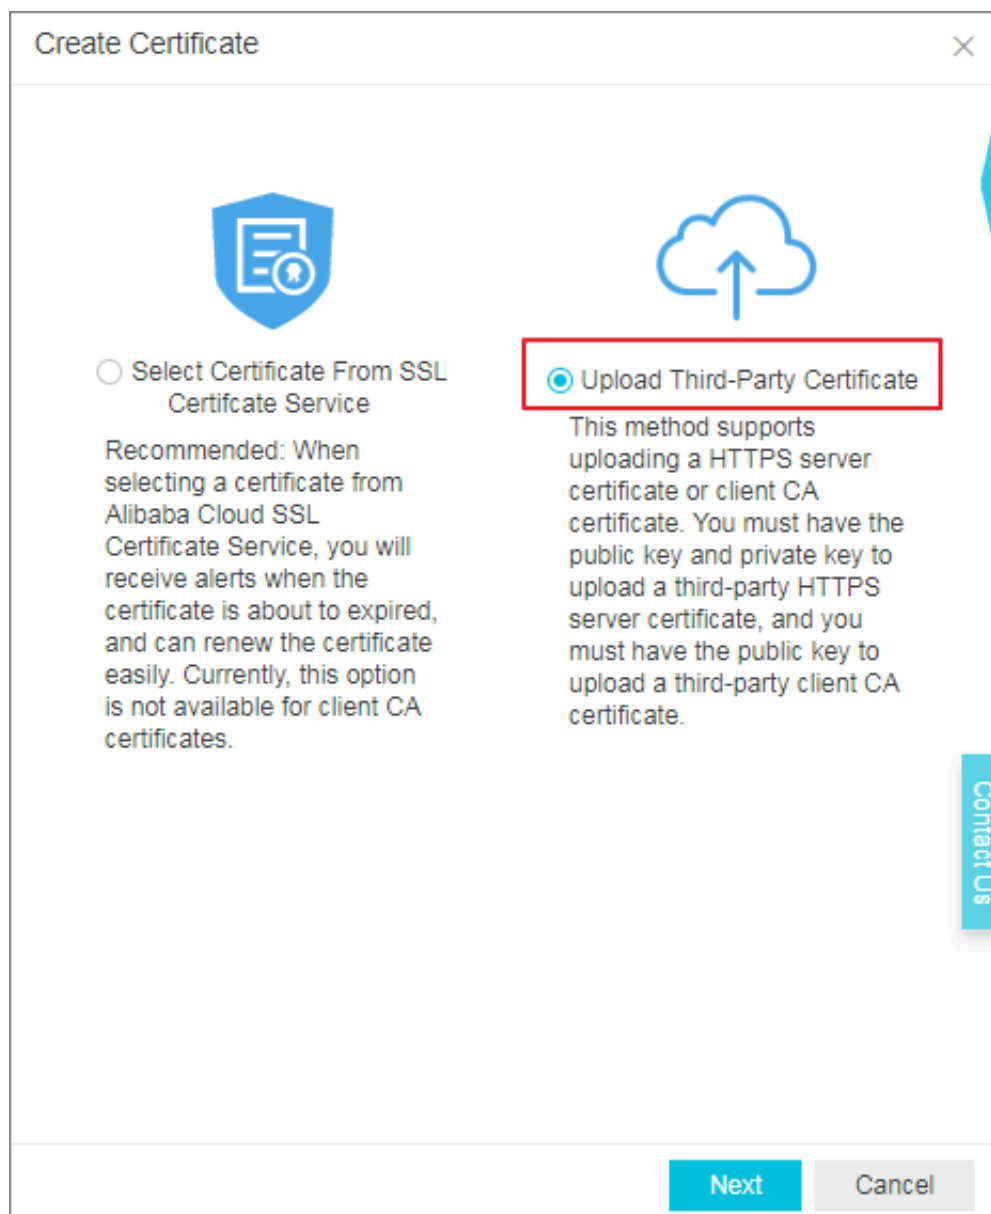 Create Certificate
Select Certificate From SSL
Certifcate Service
Recommended: When
selecting a certificate from
Alibaba Cloud SSL
Certificate Service, you will
receive alerts when the
certificate is about to expired,
and can renew the certificate
easily. Currently, this option
is not available for client CA
certificates.
Upload Third-Party Certificate
This method supports
uploading a HTTPS server
certificate or client CA
certificate. You must have the
public key and private key to
upload a third-party HTTPS
server certificate, and you
must have the public key to
upload a third-party client CA
certificate.
Contact Us
Next
Cancel